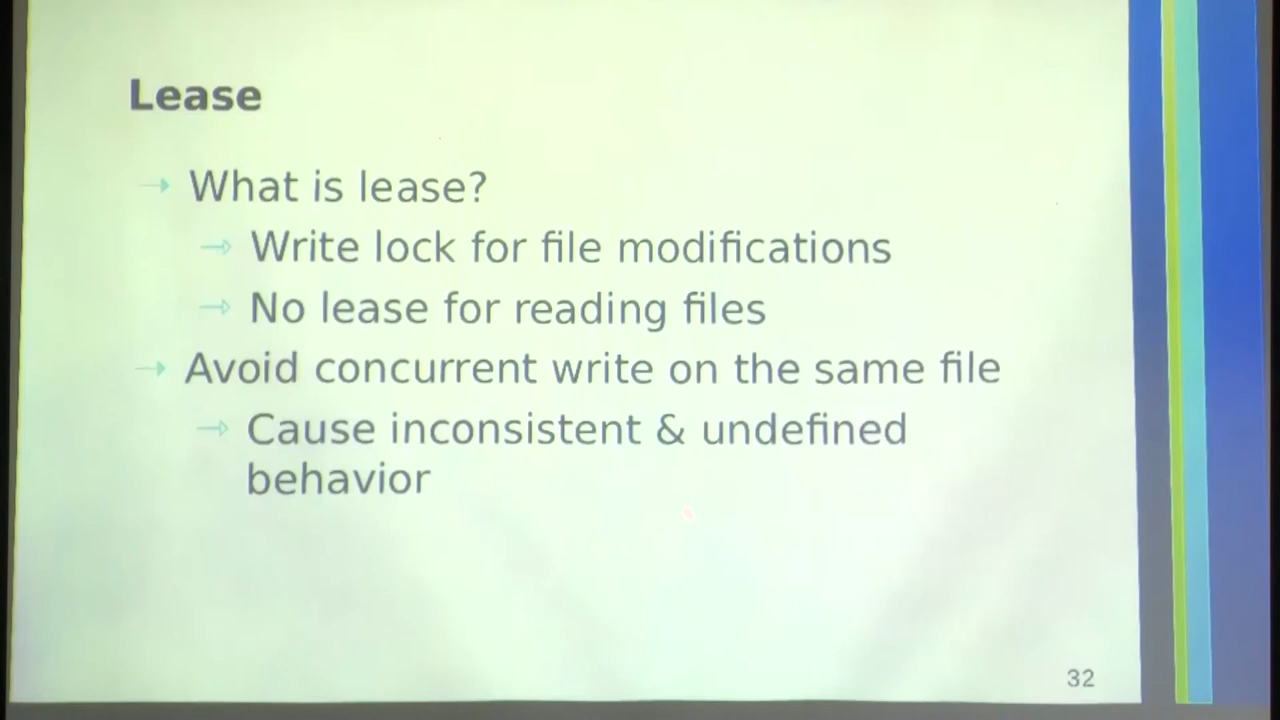 Lease
→ What is lease?
→ Write lock for file modifications
→ No lease for reading files
→ Avoid concurrent write on the same file
→ Cause inconsistent & undefined
behavior
32